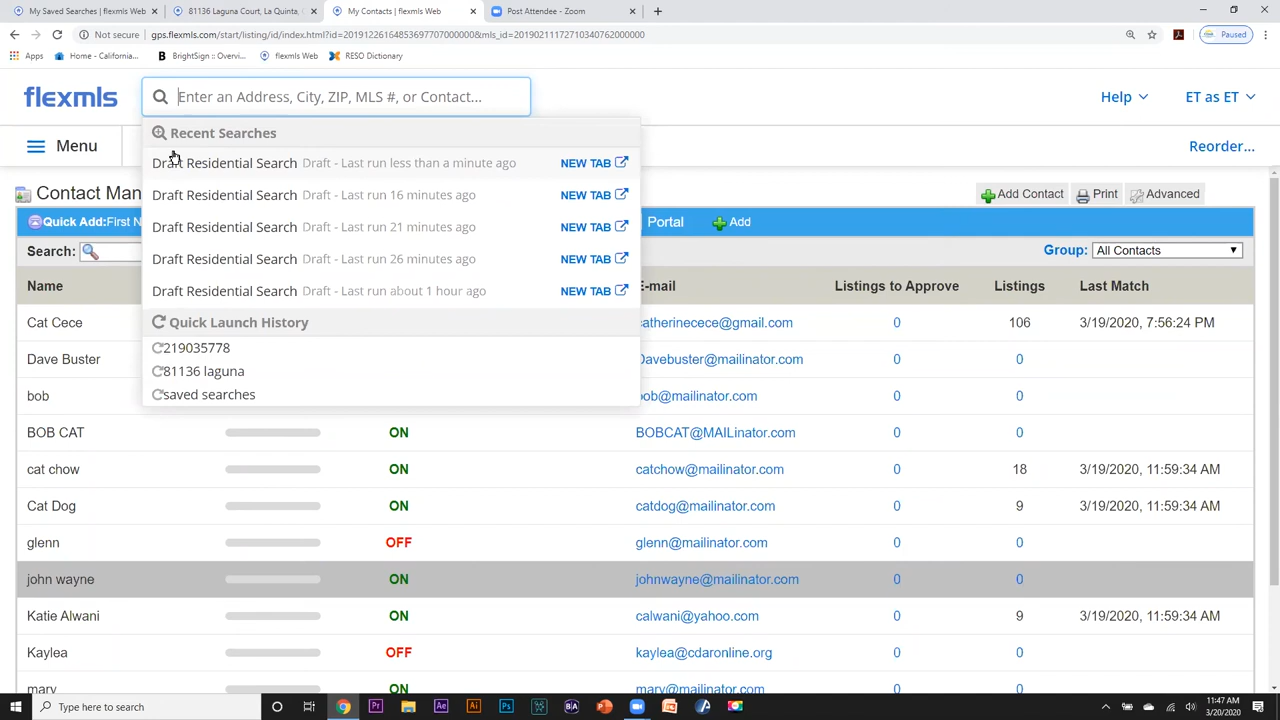 My Saved Searches | flexmls Web
81136 Laguna Court, La Quinta,
My Contacts | flexmls Web
Post Attendee - Zoom
Not secure | gps.flexmls.com/start/listing/id/index.html?id=20191226164853697707000000&mls_id=20190211172710340762000000
Paused
Apps
Home - California...
BrightSign :: Overvi...
flexmls Web
RESO Dictionary
flexmls
Enter an Address, City, ZIP, MLS #, or Contact...
Help
ET as ET
Menu
Reorder...
Recent Searches
Draft Residential Search Draft - Last run less than a minute ago NEW TAB
Draft Residential Search Draft - Last run 16 minutes ago NEW TAB
Draft Residential Search Draft - Last run 21 minutes ago NEW TAB
Draft Residential Search Draft - Last run 26 minutes ago NEW TAB
Draft Residential Search Draft - Last run about 1 hour ago NEW TAB
Quick Launch History
219035778
81136 laguna
saved searches
Contact Man
Add Contact
Print
Advanced
Quick Add: First N
Portal
Add
Search:
Group: All Contacts
Name E-mail Listings to Approve Listings Last Match
Cat Cece catherinecece@gmail.com 0 106 3/19/2020, 7:56:24 PM
Dave Buster Davebuster@mailinator.com 0 0
bob bob@mailinator.com 0 0
BOB CAT ON BOBCAT@MAILinator.com 0 0
cat chow ON catchow@mailinator.com 0 18 3/19/2020, 11:59:34 AM
Cat Dog ON catdog@mailinator.com 0 9 3/19/2020, 11:59:34 AM
glenn OFF glenn@mailinator.com 0 0
john wayne ON johnwayne@mailinator.com 0 0
Katie Alwani ON calwani@yahoo.com 0 9 3/19/2020, 11:59:34 AM
Kaylea OFF kaylea@cdaronline.org 0 0
mary ON mary@mailinator.com 0 0
Type here to search
11:47 AM
3/20/2020